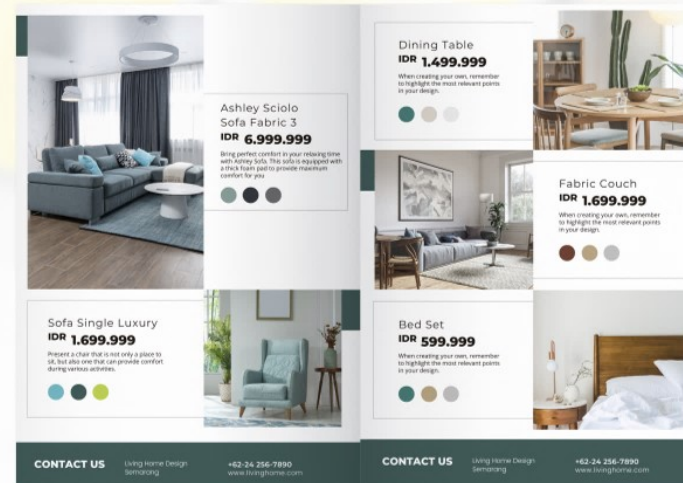 Ashley Sciolo
Sofa Fabric 3
IDR 6.999.999
Bring perfect comfort in your relaxing time
with Ashley Sofa. This sofa is equipped with
a thick foam pad to provide maximum
comfort for you
Sofa Single Luxury
IDR 1.699.999
Present a chair that is not only a place to
sit, but also one that can provide comfort
during various activities.
CONTACT US
Living Home Design
Semarang
+62-24 256-7890
www.livinghome.com
Dining Table
IDR 1.499.999
When creating your own, remember
to highlight the most relevant points
in your design.
Fabric Couch
IDR 1.699.999
When creating your own, remember
to highlight the most relevant points
in your design.
Bed Set
IDR 599.999
When creating your own, remember
to highlight the most relevant points
in your design.
CONTACT US
Living Home Design
Semarang
+62-24 256-7890
www.livinghome.com